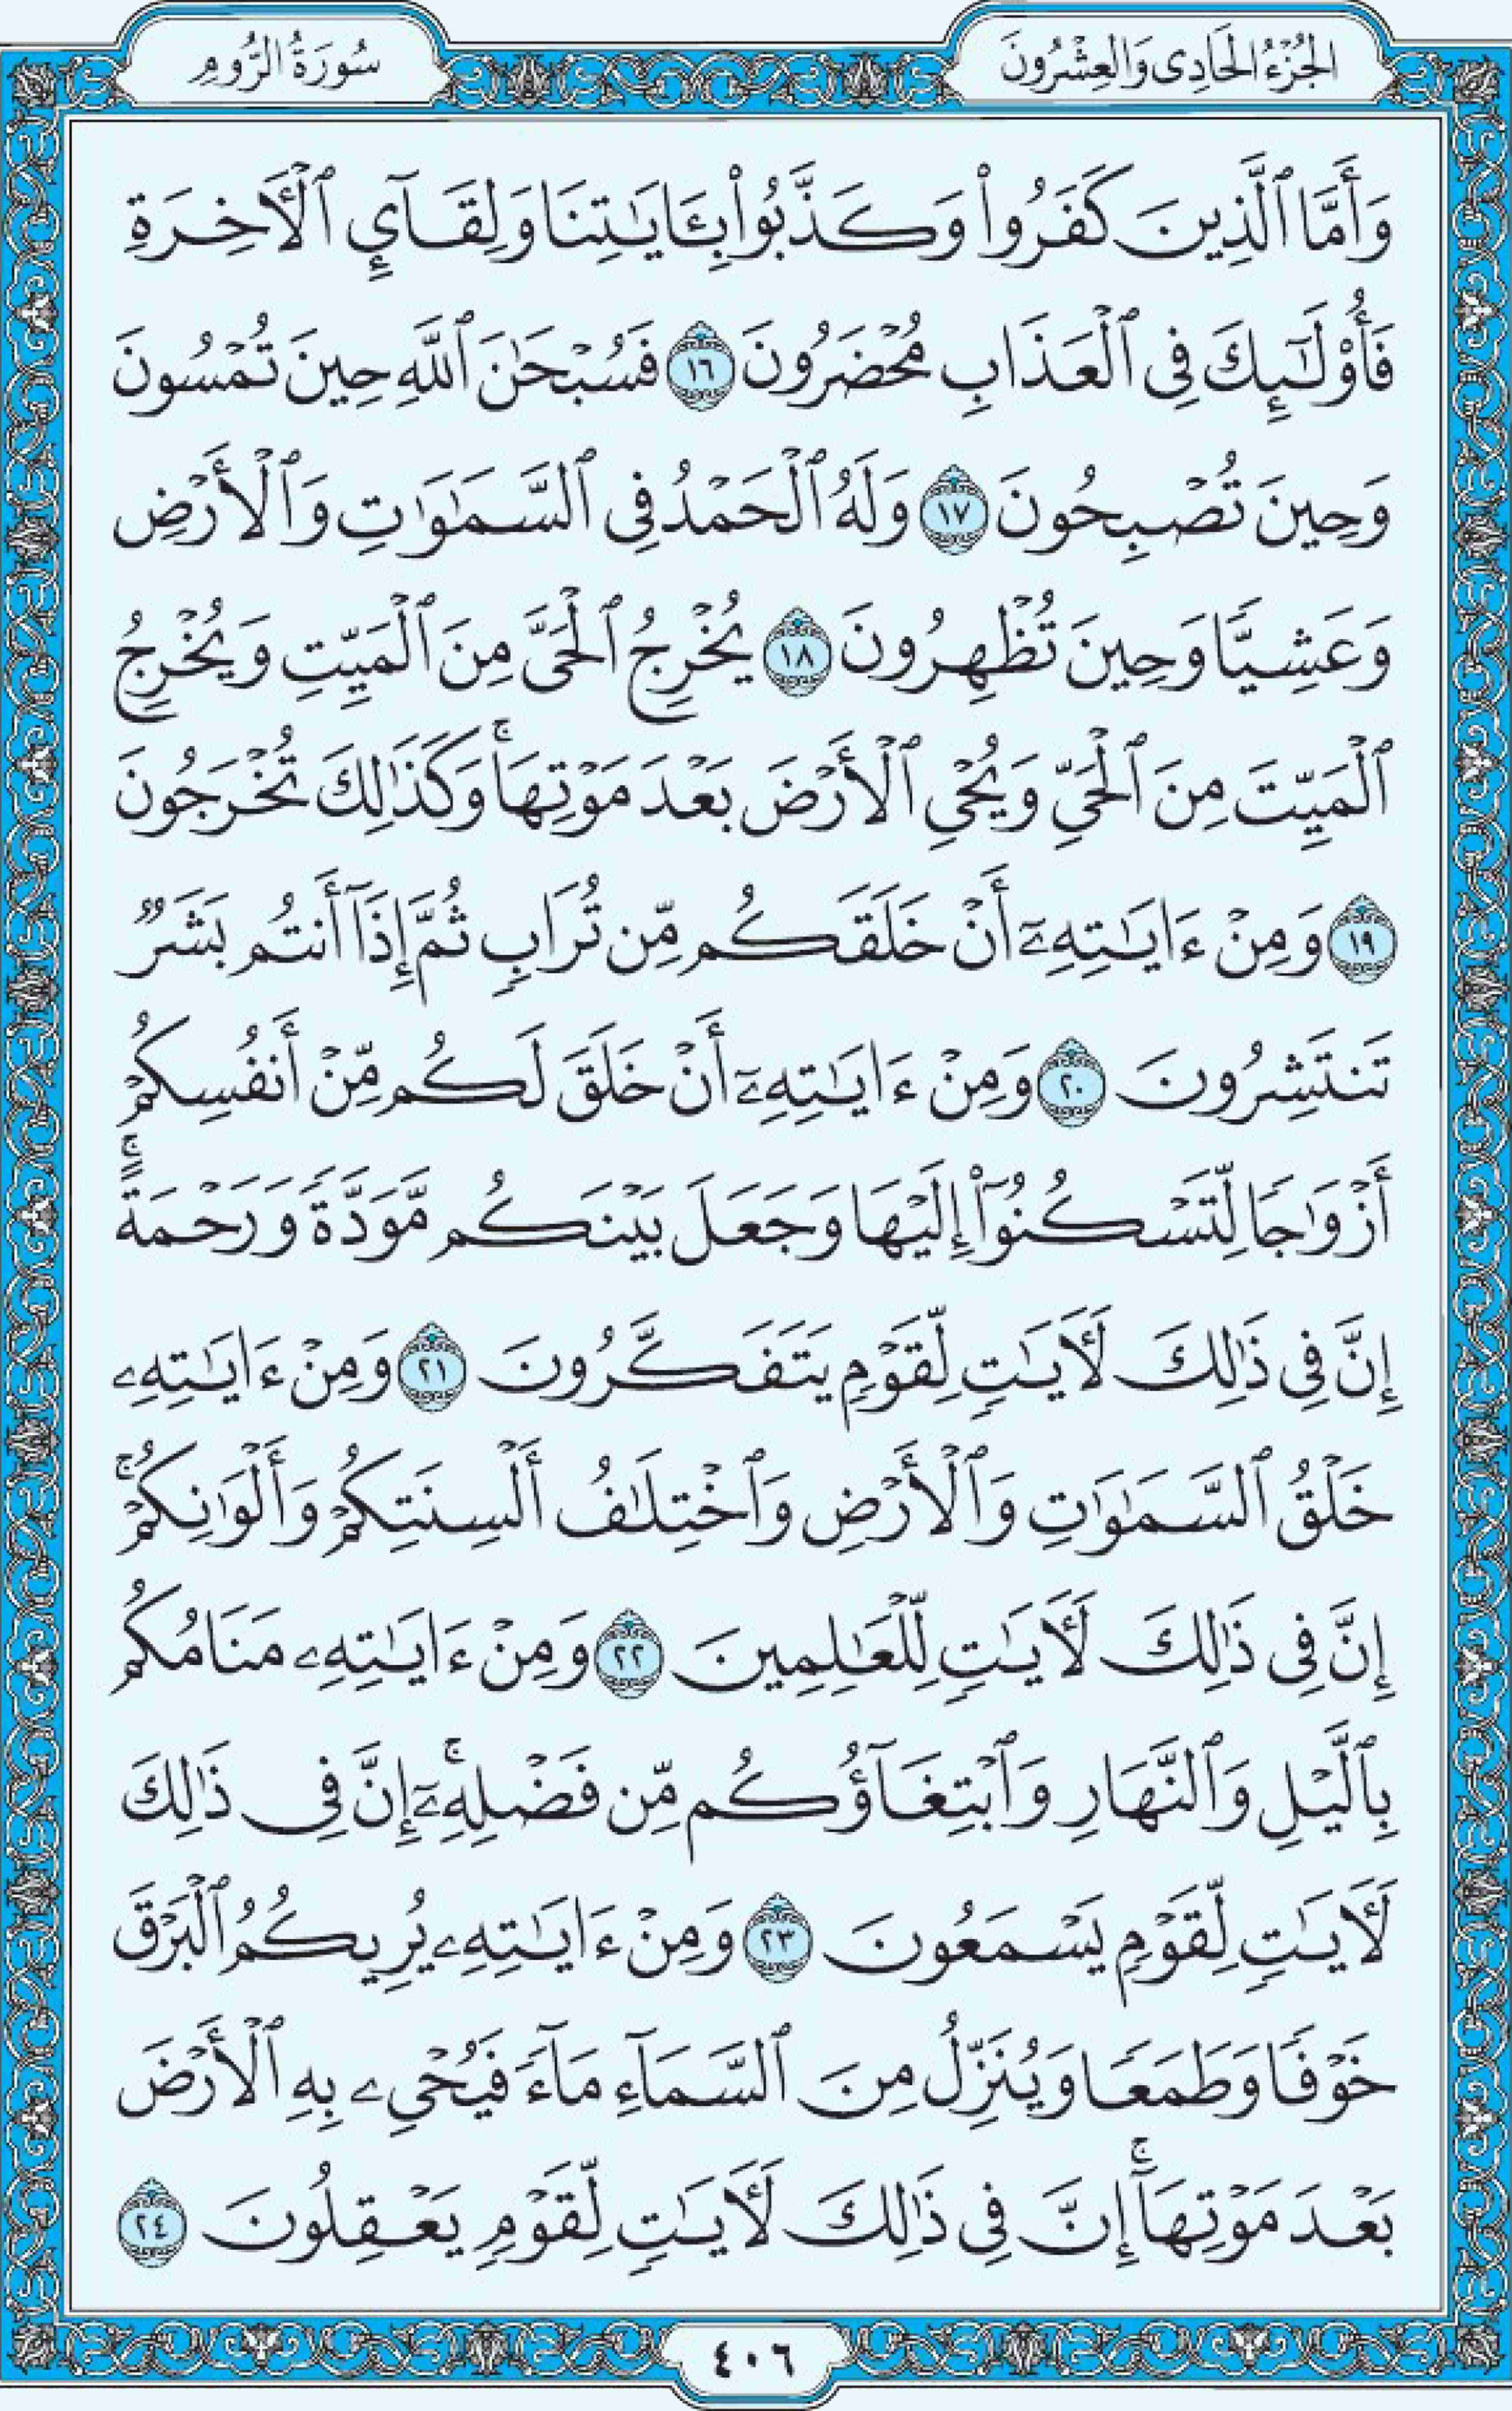 الجُزْءُ الحَادِى وَالعِشْرُونَ
سُورَةُ الرُّومِ
وَأَمَّا ٱلَّذِينَ كَفَرُوا۟ وَكَذَّبُوا۟ بِـَٔايَـٰتِنَا وَلِقَآئِ ٱلْأَخِرَةِ
فَأُو۟لَـٰٓئِكَ فِى ٱلْعَذَابِ مُحْضَرُونَ ١٦ فَسُبْحَـٰنَ ٱللَّهِ حِينَ تُمْسُونَ
وَحِينَ تُصْبِحُونَ ١٧ وَلَهُ ٱلْحَمْدُ فِى ٱلسَّمَـٰوَٰتِ وَٱلْأَرْضِ
وَعَشِيًّا وَحِينَ تُظْهِرُونَ ١٨ يُخْرِجُ ٱلْحَىَّ مِنَ ٱلْمَيِّتِ وَيُخْرِجُ
ٱلْمَيِّتَ مِنَ ٱلْحَىِّ وَيُحْىِ ٱلْأَرْضَ بَعْدَ مَوْتِهَا ۚ وَكَذَٰلِكَ تُخْرَجُونَ
١٩ وَمِنْ ءَايَـٰتِهِۦٓ أَنْ خَلَقَكُم مِّن تُرَابٍ ثُمَّ إِذَآ أَنتُم بَشَرٌ
تَنتَشِرُونَ ٢٠ وَمِنْ ءَايَـٰتِهِۦٓ أَنْ خَلَقَ لَكُم مِّنْ أَنفُسِكُمْ
أَزْوَٰجًا لِّتَسْكُنُوٓا۟ إِلَيْهَا وَجَعَلَ بَيْنَكُم مَّوَدَّةً وَرَحْمَةً ۚ
إِنَّ فِى ذَٰلِكَ لَأَيَـٰتٍ لِّقَوْمٍ يَتَفَكَّرُونَ ٢١ وَمِنْ ءَايَـٰتِهِۦ
خَلْقُ ٱلسَّمَـٰوَٰتِ وَٱلْأَرْضِ وَٱخْتِلَـٰفُ أَلْسِنَتِكُمْ وَأَلْوَٰنِكُمْ ۚ
إِنَّ فِى ذَٰلِكَ لَأَيَـٰتٍ لِّلْعَـٰلِمِينَ ٢٢ وَمِنْ ءَايَـٰتِهِۦ مَنَامُكُم
بِٱلَّيْلِ وَٱلنَّهَارِ وَٱبْتِغَآؤُكُم مِّن فَضْلِهِۦٓ ۚ إِنَّ فِى ذَٰلِكَ
لَأَيَـٰتٍ لِّقَوْمٍ يَسْمَعُونَ ٢٣ وَمِنْ ءَايَـٰتِهِۦ يُرِيكُمُ ٱلْبَرْقَ
خَوْفًا وَطَمَعًا وَيُنَزِّلُ مِنَ ٱلسَّمَآءِ مَآءً فَيُحْىِۦ بِهِ ٱلْأَرْضَ
بَعْدَ مَوْتِهَآ ۚ إِنَّ فِى ذَٰلِكَ لَأَيَـٰتٍ لِّقَوْمٍ يَعْقِلُونَ ٢٤
٤٠٦